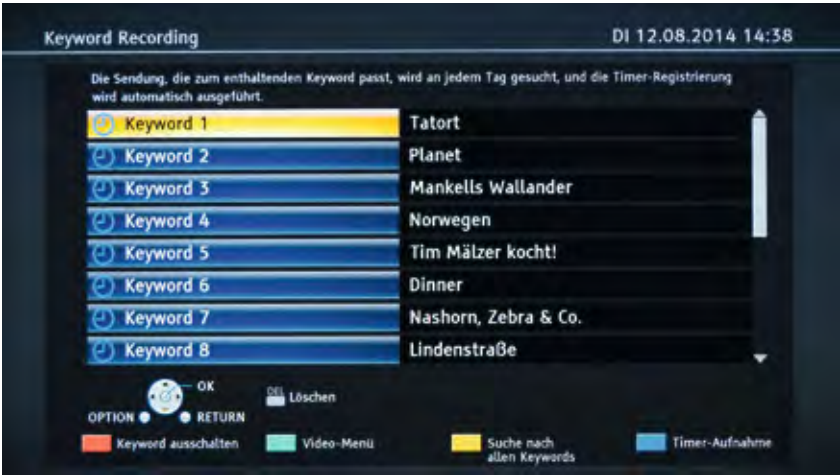 Keyword Recording DI 12.08.2014 14:38
Die Sendung, die zum enthaltenden Keyword passt, wird an jedem Tag gesucht, und die Timer-Registrierung
wird automatisch ausgeführt.
Keyword 1 Tatort
Keyword 2 Planet
Keyword 3 Mankells Wallander
Keyword 4 Norwegen
Keyword 5 Tim Mälzer kocht!
Keyword 6 Dinner
Keyword 7 Nashorn, Zebra & Co.
Keyword 8 Lindenstraße
OK
DEL Löschen
OPTION RETURN
Keyword ausschalten Video-Menü Suche nach allen Keywords Timer-Aufnahme